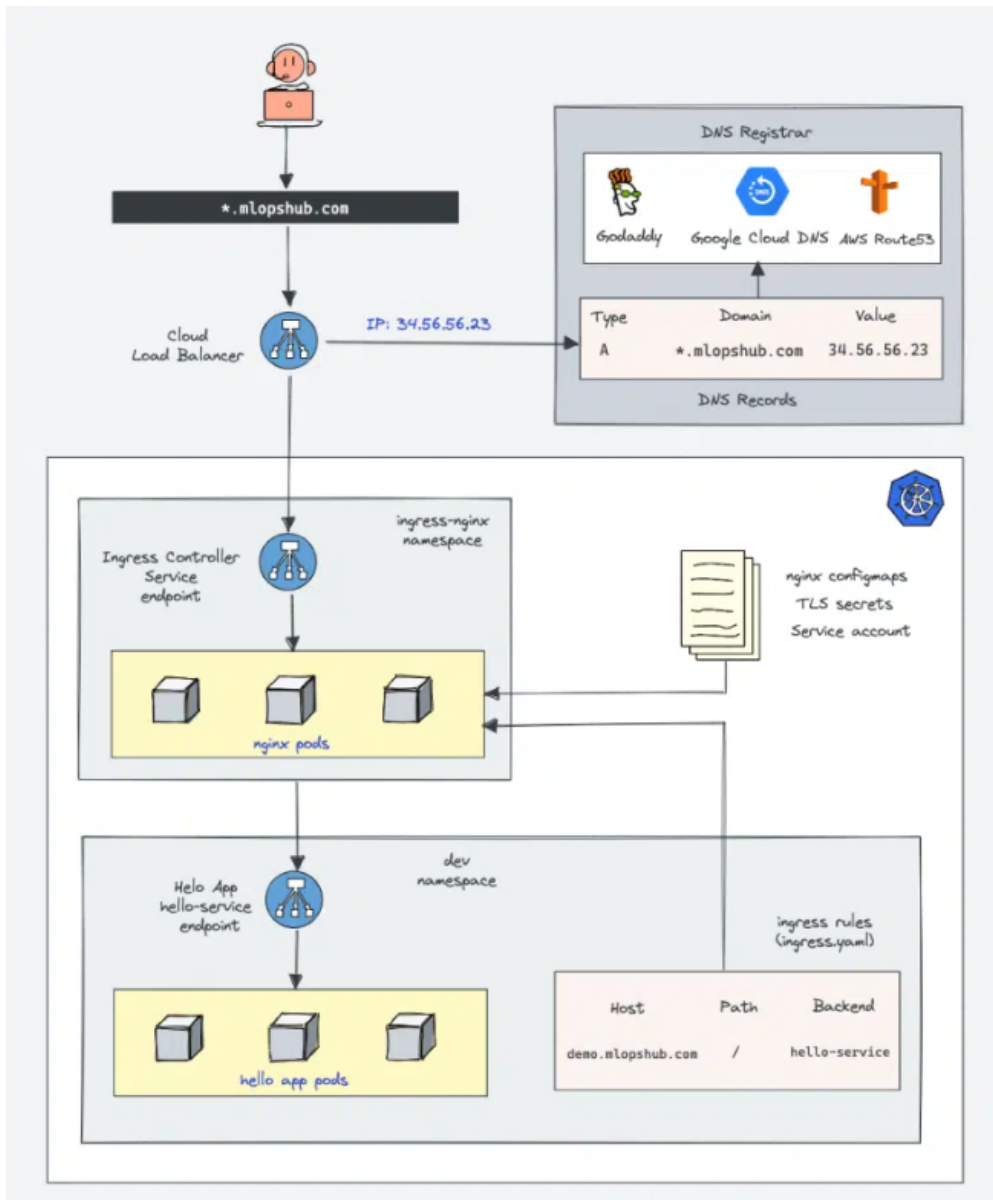 *.mlopshub.com
DNS Registrar
Godaddy
Google Cloud DNS
AWS Route53
Cloud
Load Balancer
IP: 34.56.56.23
Type Domain Value
A *.mlopshub.com 34.56.56.23
DNS Records
ingress-nginx
namespace
Ingress Controller
Service
endpoint
nginx pods
nginx configmaps
TLS secrets
Service account
dev
namespace
Helo App
hello-service
endpoint
hello app pods
ingress rules
(ingress.yaml)
Host Path Backend
demo.mlopshub.com / hello-service